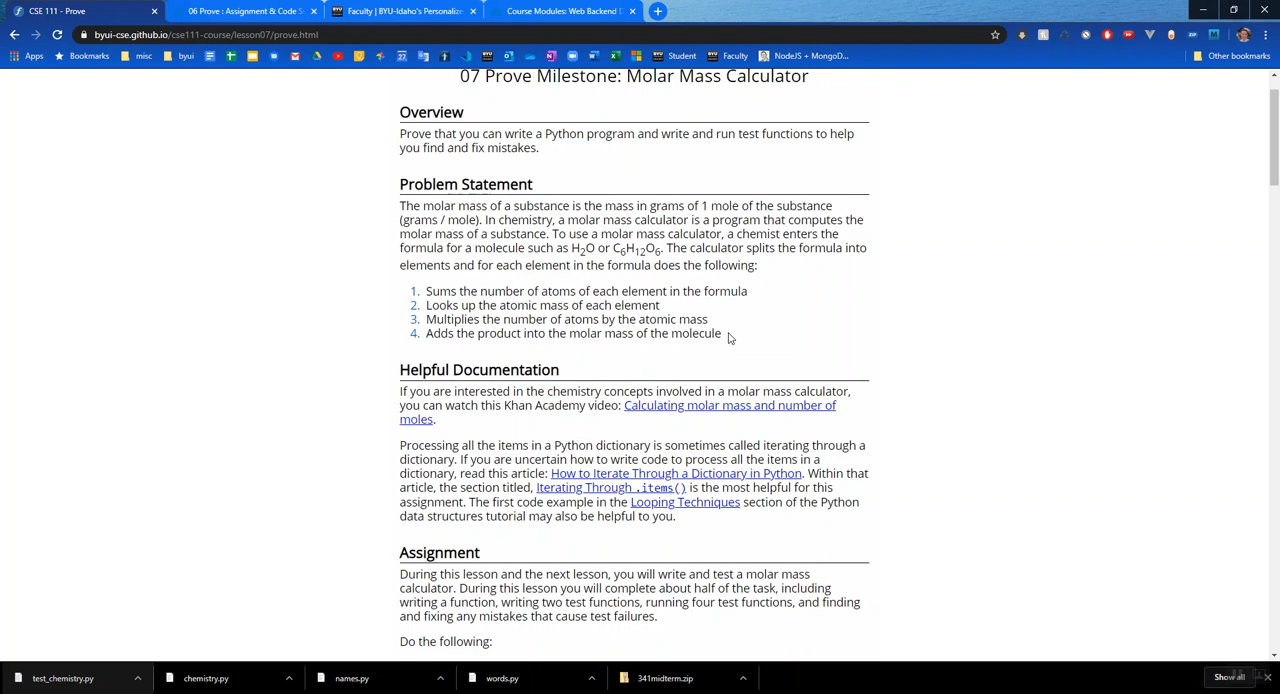 CSE 111 - Prove
06 Prove : Assignment & Code S
Faculty | BYU-Idaho's Personalize
Course Modules: Web Backend D
byui-cse.github.io/cse111-course/lesson07/prove.html
Apps Bookmarks misc byui Student Faculty NodeJS + MongoD... Other bookmarks
07 Prove Milestone: Molar Mass Calculator
Overview
Prove that you can write a Python program and write and run test functions to help
you find and fix mistakes.
Problem Statement
The molar mass of a substance is the mass in grams of 1 mole of the substance
(grams / mole). In chemistry, a molar mass calculator is a program that computes the
molar mass of a substance. To use a molar mass calculator, a chemist enters the
formula for a molecule such as H₂O or C₆H₁₂O₆. The calculator splits the formula into
elements and for each element in the formula does the following:
1. Sums the number of atoms of each element in the formula
2. Looks up the atomic mass of each element
3. Multiplies the number of atoms by the atomic mass
4. Adds the product into the molar mass of the molecule
Helpful Documentation
If you are interested in the chemistry concepts involved in a molar mass calculator,
you can watch this Khan Academy video: Calculating molar mass and number of
moles.
Processing all the items in a Python dictionary is sometimes called iterating through a
dictionary. If you are uncertain how to write code to process all the items in a
dictionary, read this article: How to Iterate Through a Dictionary in Python. Within that
article, the section titled, Iterating Through .items() is the most helpful for this
assignment. The first code example in the Looping Techniques section of the Python
data structures tutorial may also be helpful to you.
Assignment
During this lesson and the next lesson, you will write and test a molar mass
calculator. During this lesson you will complete about half of the task, including
writing a function, writing two test functions, running four test functions, and finding
and fixing any mistakes that cause test failures.
Do the following:
test_chemistry.py chemistry.py names.py words.py 341midterm.zip Show all